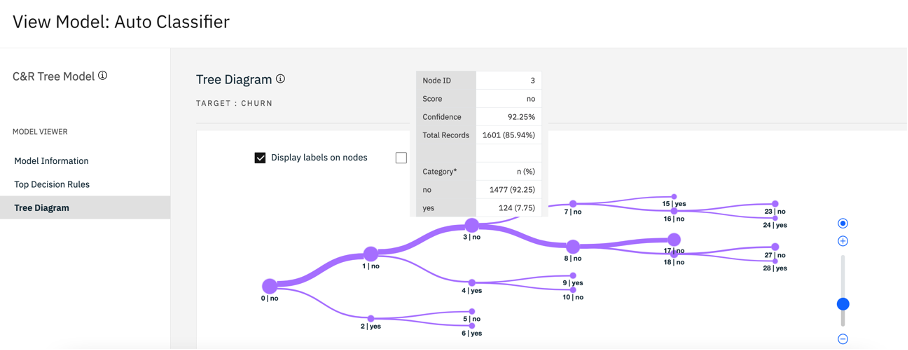 View Model: Auto Classifier
C&R Tree Model
MODEL VIEWER
Model Information
Top Decision Rules
Tree Diagram
Tree Diagram
TARGET : CHURN
Display labels on nodes
Node ID 3
Score no
Confidence 92.25%
Total Records 1601 (85.94%)
Category* n (%)
no 1477 (92.25)
yes 124 (7.75)
0 | no
1 | no
2 | yes
3 | no
4 | yes
5 | no
6 | yes
7 | no
8 | no
9 | yes
10 | no
15 | yes
16 | no
17 | no
18 | no
23 | no
24 | yes
27 | no
28 | yes